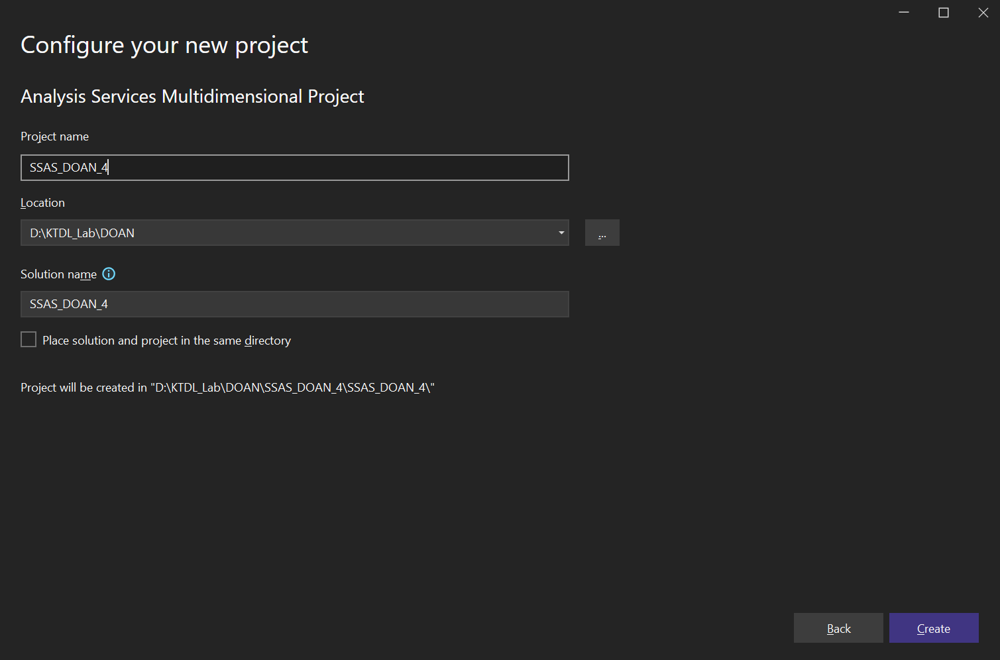 Configure your new project
Analysis Services Multidimensional Project
Project name
SSAS_DOAN_4
Location
D:\KTDL_Lab\DOAN
...
Solution name
SSAS_DOAN_4
Place solution and project in the same directory
Project will be created in "D:\KTDL_Lab\DOAN\SSAS_DOAN_4\SSAS_DOAN_4\"
Back
Create